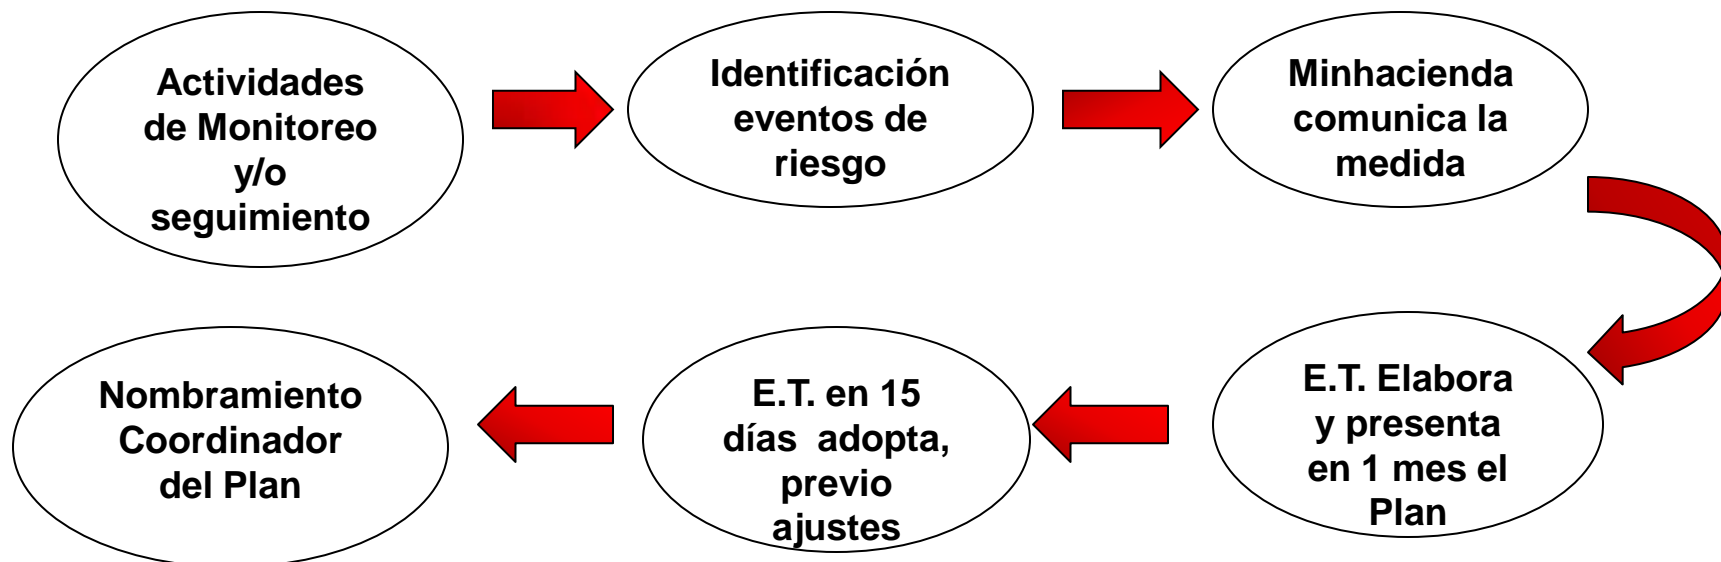 Actividades
de Monitoreo
y/o
seguimiento
Identificación
eventos de
riesgo
Minhacienda
comunica la
medida
E.T. Elabora
y presenta
en 1 mes el
Plan
E.T. en 15
días adopta,
previo
ajustes
Nombramiento
Coordinador
del Plan